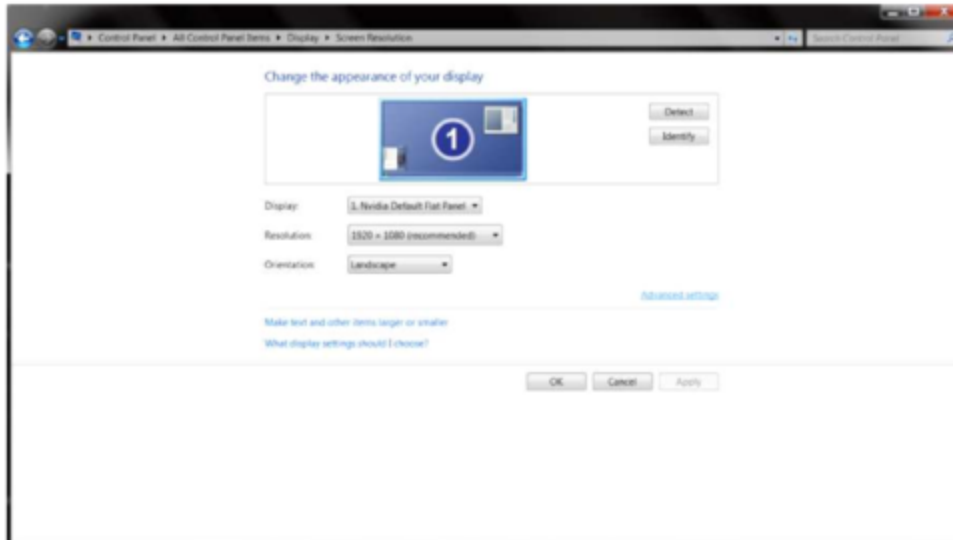 Control Panel ▸ All Control Panel Items ▸ Display ▸ Screen Resolution
Search Control Panel
Change the appearance of your display
1
Detect
Identify
Display: 1. Nvidia Default Flat Panel
Resolution: 1920 × 1080 (recommended)
Orientation: Landscape
Advanced settings
Make text and other items larger or smaller
What display settings should I choose?
OK Cancel Apply